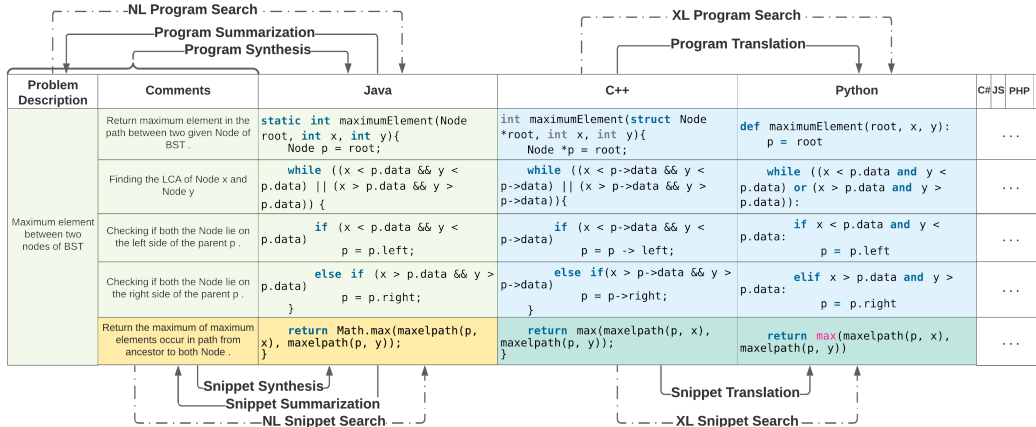 NL Program Search
XL Program Search
Program Summarization
Program Synthesis
Program Translation
Problem
Description
Comments
Java
C++
Python
C#
JS
PHP
Maximum element
between two
nodes of BST
Return maximum element in the
path between two given Node of
BST .
static int maximumElement(Node
root, int x, int y){
Node p = root;
int maximumElement(struct Node
*root, int x, int y){
Node *p = root;
def maximumElement(root, x, y):
p = root
...
Finding the LCA of Node x and
Node y
while ((x < p.data && y <
p.data) || (x > p.data && y >
p.data)) {
while ((x < p->data && y <
p->data) || (x > p->data && y >
p->data)){
while ((x < p.data and y <
p.data) or (x > p.data and y >
p.data)):
...
Checking if both the Node lie on
the left side of the parent p .
if (x < p.data && y <
p.data)
p = p.left;
if (x < p->data && y <
p->data)
p = p -> left;
if x < p.data and y <
p.data:
p = p.left
...
Checking if both the Node lie on
the right side of the parent p .
else if (x > p.data && y >
p.data)
p = p.right;
}
else if(x > p->data && y >
p->data)
p = p->right;
}
elif x > p.data and y >
p.data:
p = p.right
...
Return the maximum of maximum
elements occur in path from
ancestor to both Node .
return Math.max(maxelpath(p,
x), maxelpath(p, y));
}
return max(maxelpath(p, x),
maxelpath(p, y));
}
return max(maxelpath(p, x),
maxelpath(p, y))
...
Snippet Synthesis
Snippet Summarization
NL Snippet Search
Snippet Translation
XL Snippet Search